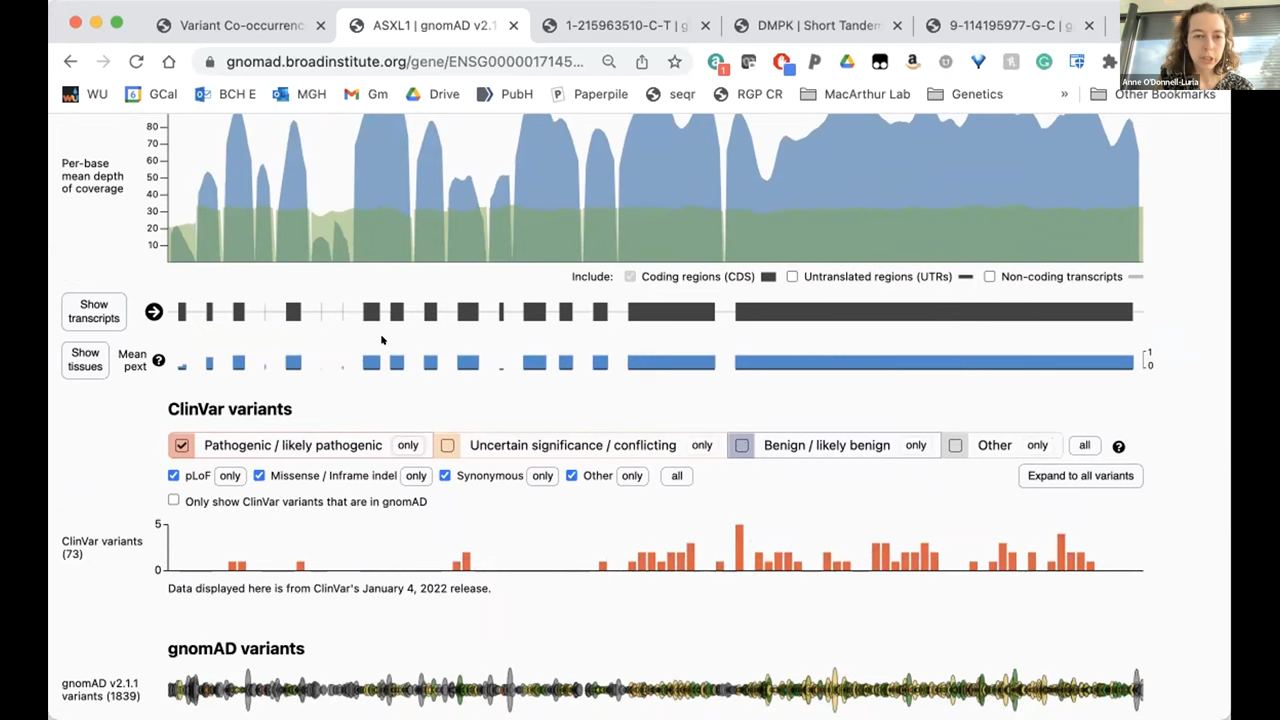 Variant Co-occurrenc
ASXL1 | gnomAD v2.1
1-215963510-C-T | g
DMPK | Short Tandem
9-114195977-G-C | g
gnomad.broadinstitute.org/gene/ENSG0000017145...
1
Anne O'Donnell-Luria
WU
6
GCal
BCH E
MGH
Gm
Drive
PubH
Paperpile
seqr
RGP CR
MacArthur Lab
Genetics
»
Other Bookmarks
Per-base
mean depth
of coverage
80
70
60
50
40
30
20
10
Include: Coding regions (CDS) Untranslated regions (UTRs) Non-coding transcripts
Show
transcripts
Show
tissues
Mean
pext
?
1
0
ClinVar variants
Pathogenic / likely pathogenic only Uncertain significance / conflicting only Benign / likely benign only Other only all ?
pLoF only Missense / Inframe indel only Synonymous only Other only all Expand to all variants
Only show ClinVar variants that are in gnomAD
ClinVar variants
(73)
5
0
Data displayed here is from ClinVar's January 4, 2022 release.
gnomAD variants
gnomAD v2.1.1
variants (1839)